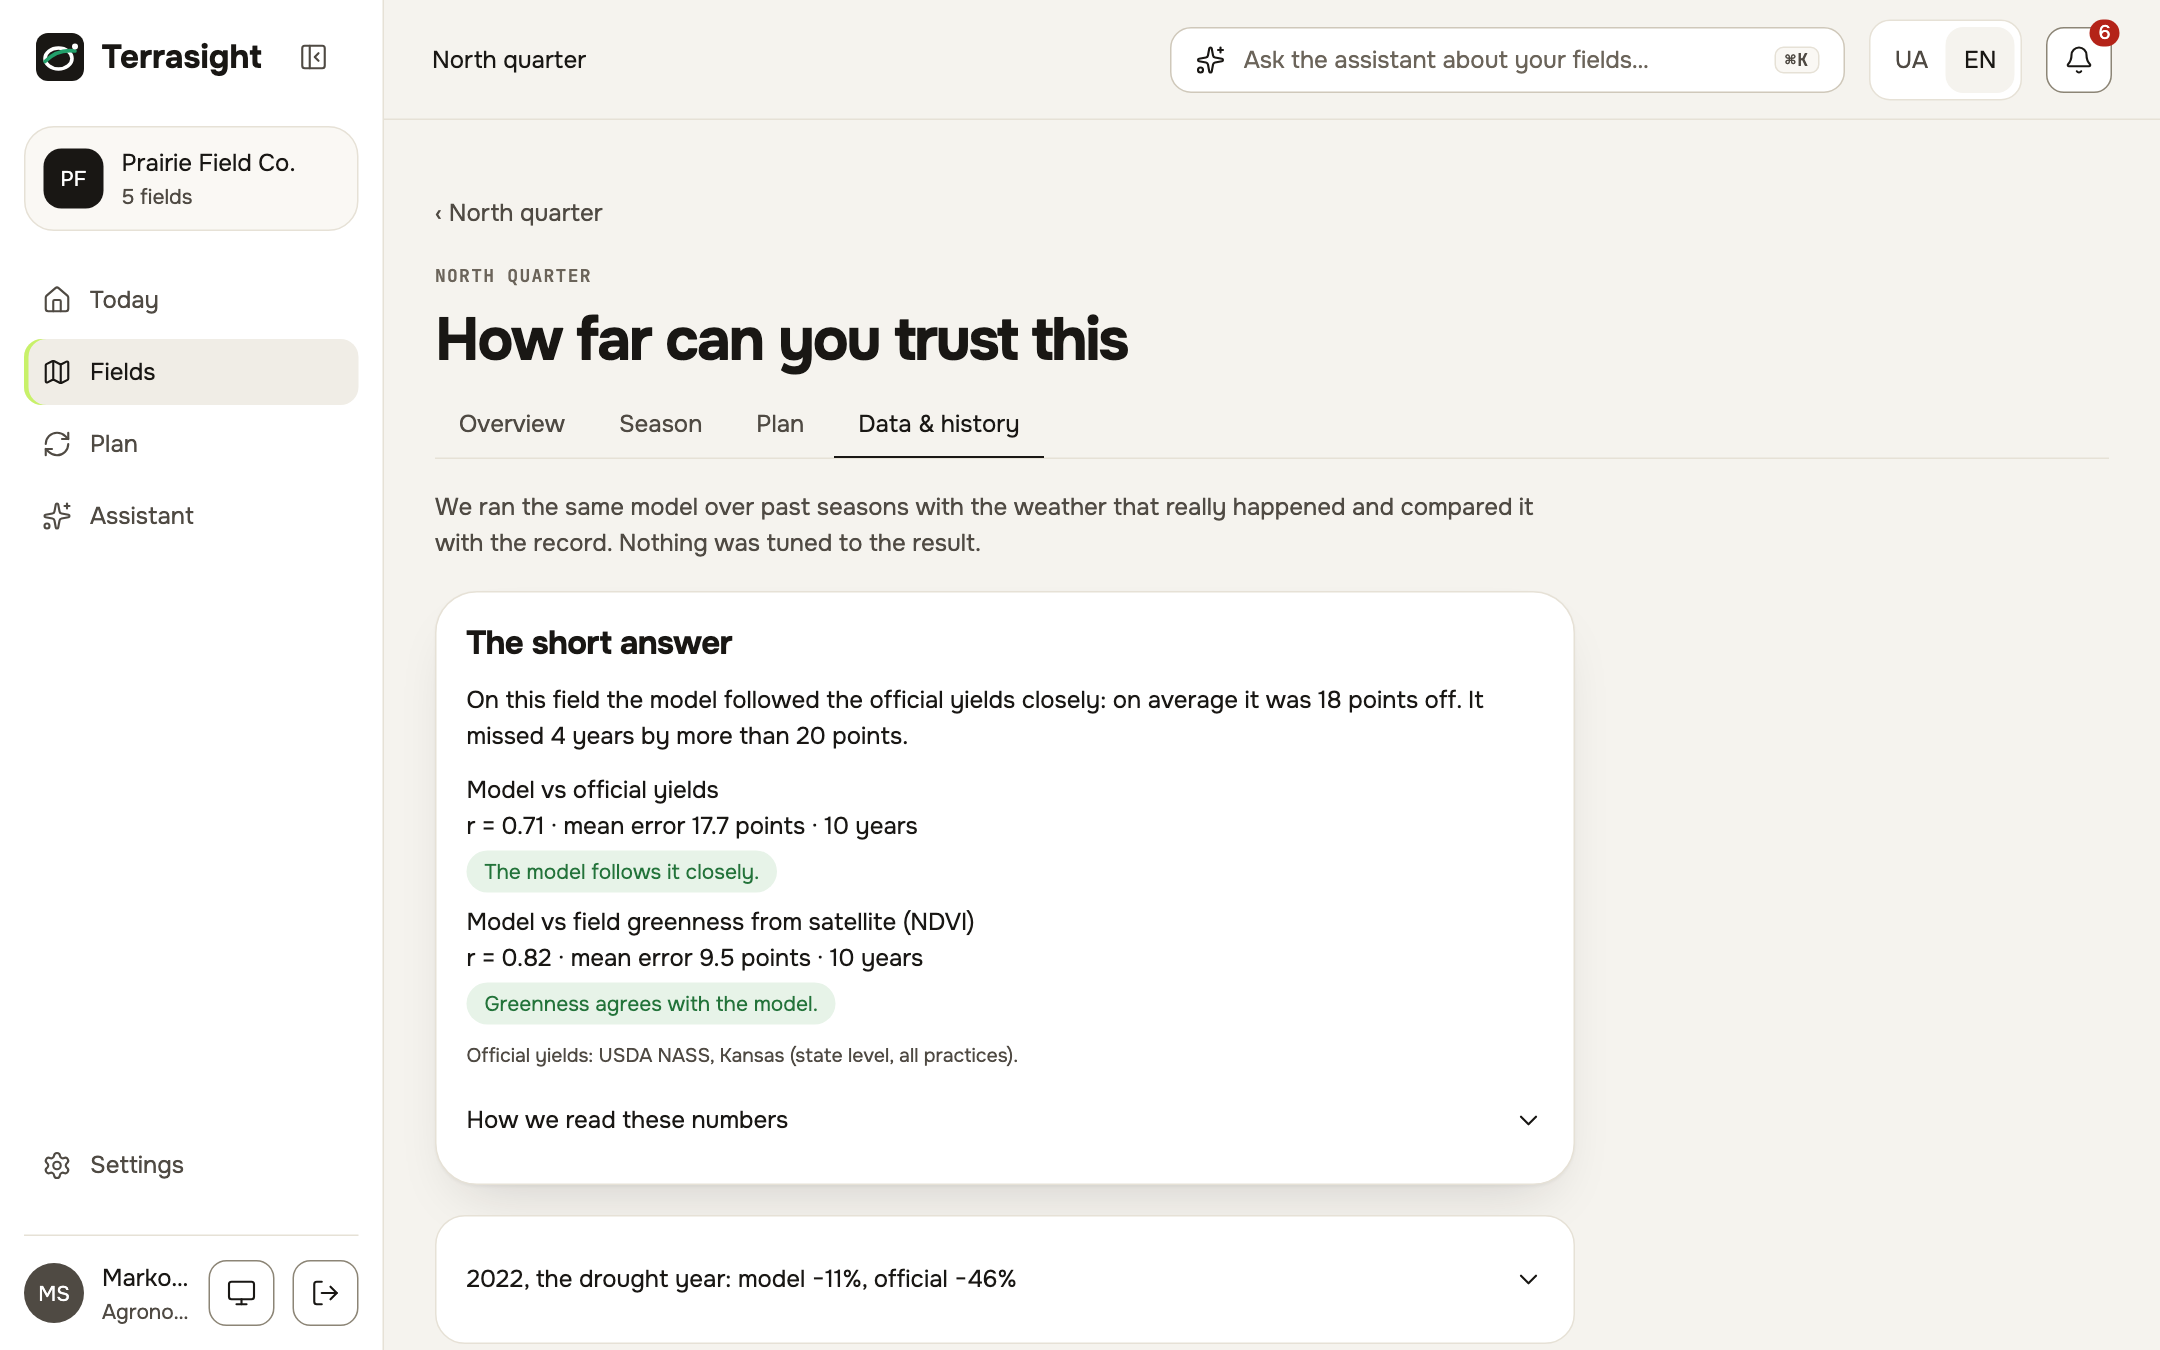 Terrasight
PF
Prairie Field Co.
5 fields
Today
Fields
Plan
Assistant
Settings
MS
Marko...
Agrono...
North quarter
Ask the assistant about your fields...
⌘K
UA
EN
6
‹ North quarter
NORTH QUARTER
How far can you trust this
Overview
Season
Plan
Data & history
We ran the same model over past seasons with the weather that really happened and compared it
with the record. Nothing was tuned to the result.
The short answer
On this field the model followed the official yields closely: on average it was 18 points off. It
missed 4 years by more than 20 points.
Model vs official yields
r = 0.71 · mean error 17.7 points · 10 years
The model follows it closely.
Model vs field greenness from satellite (NDVI)
r = 0.82 · mean error 9.5 points · 10 years
Greenness agrees with the model.
Official yields: USDA NASS, Kansas (state level, all practices).
How we read these numbers
2022, the drought year: model −11%, official −46%